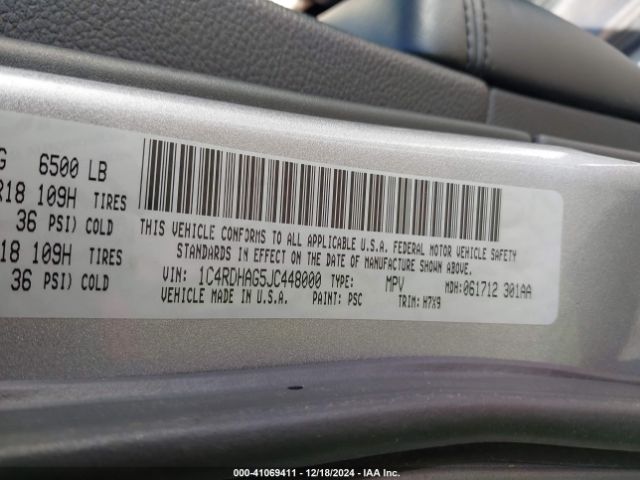 G 6500 LB
R18 109H TIRES
36 PSI) COLD
18 109H TIRES
36 PSI) COLD
THIS VEHICLE CONFORMS TO ALL APPLICABLE U.S.A. FEDERAL MOTOR VEHICLE SAFETY
STANDARDS IN EFFECT ON THE DATE OF MANUFACTURE SHOWN ABOVE.
VIN: 1C4RDHAG5JC448000 TYPE: MPV MDH: 061712 301AA
VEHICLE MADE IN U.S.A. PAINT: PSC TRIM: H7X9
000-41069411 - 12/18/2024 - IAA Inc.